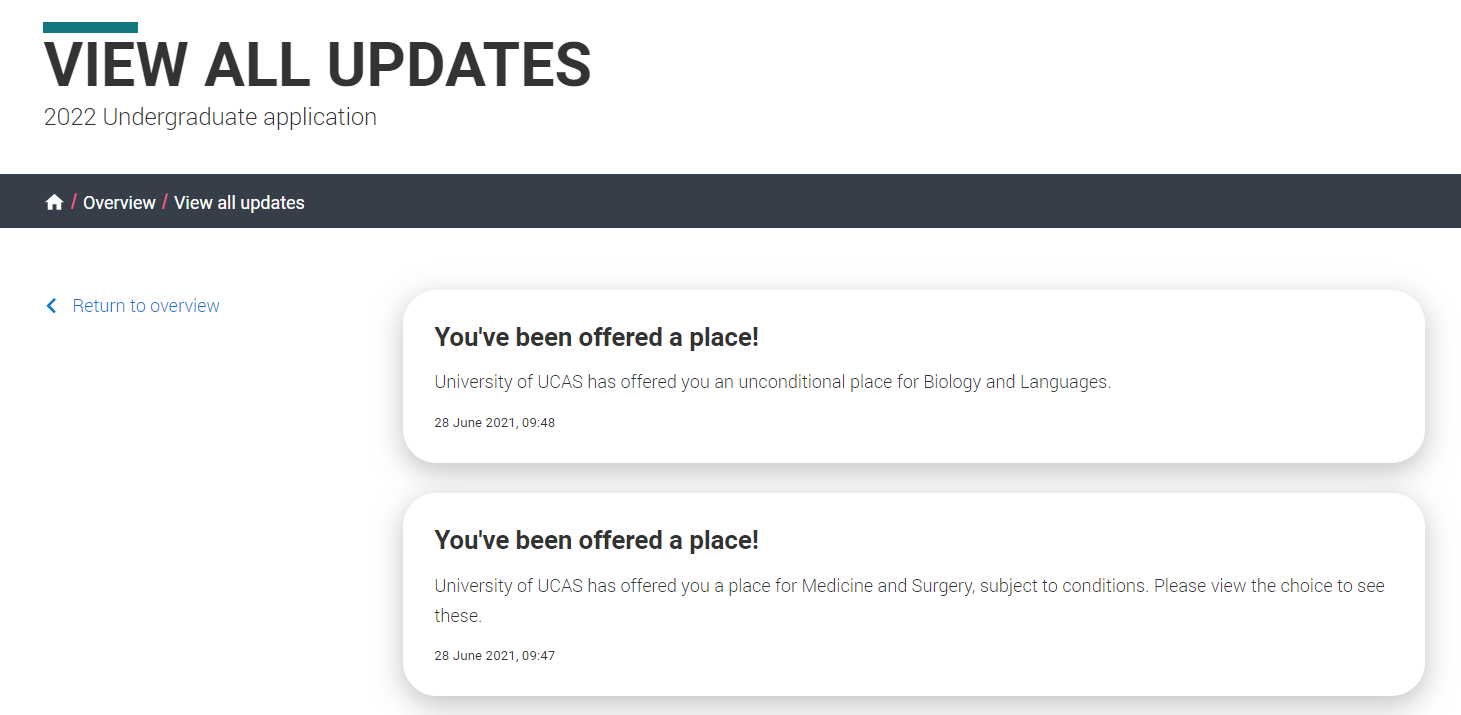 VIEW ALL UPDATES
2022 Undergraduate application
/ Overview / View all updates
Return to overview
You've been offered a place!
University of UCAS has offered you an unconditional place for Biology and Languages.
28 June 2021, 09:48
You've been offered a place!
University of UCAS has offered you a place for Medicine and Surgery, subject to conditions. Please view the choice to see
these.
28 June 2021, 09:47